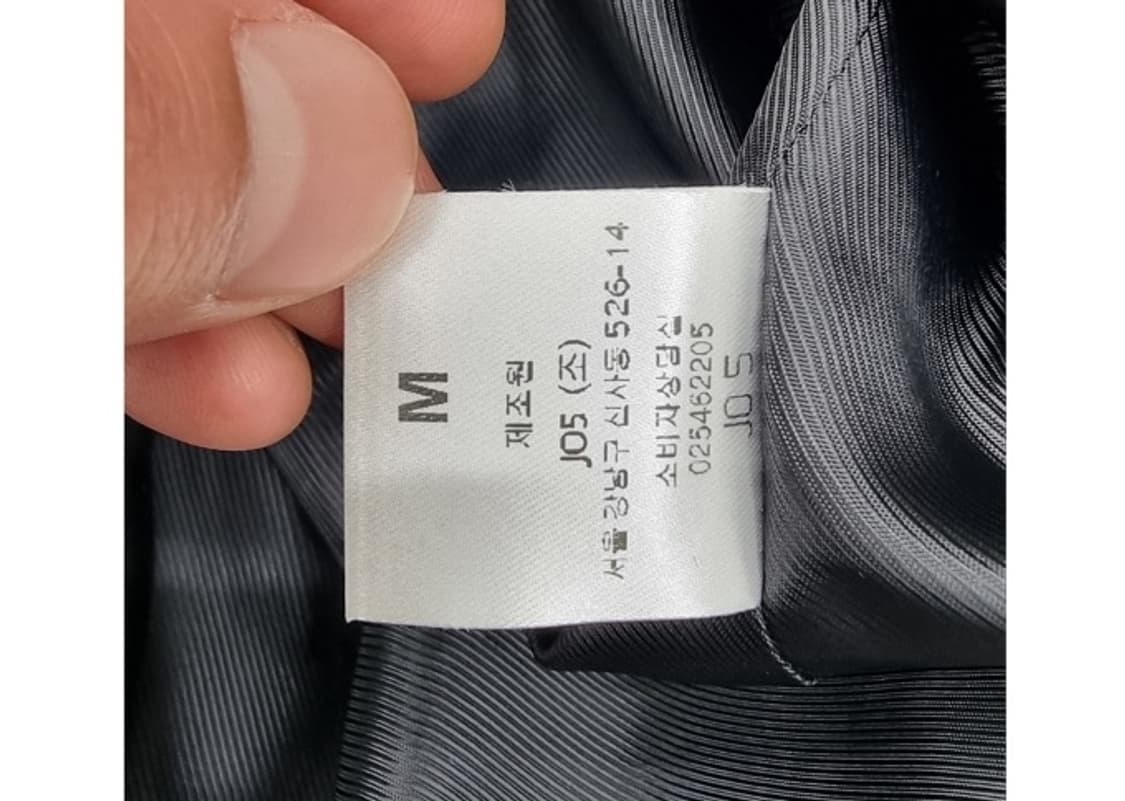 M
제조원
JO5 (조)
서울 강남구 신사동 526-14
소비자상담실
025462205
JO 5